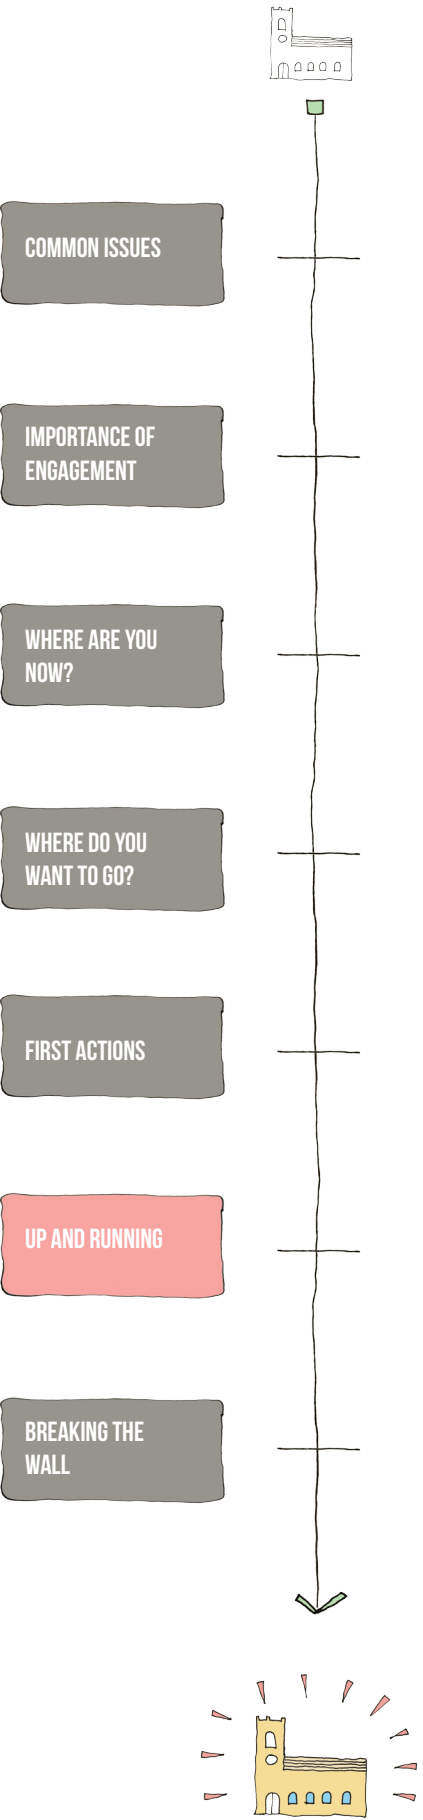 COMMON ISSUES
IMPORTANCE OF
ENGAGEMENT
WHERE ARE YOU
NOW?
WHERE DO YOU
WANT TO GO?
FIRST ACTIONS
UP AND RUNNING
BREAKING THE
WALL